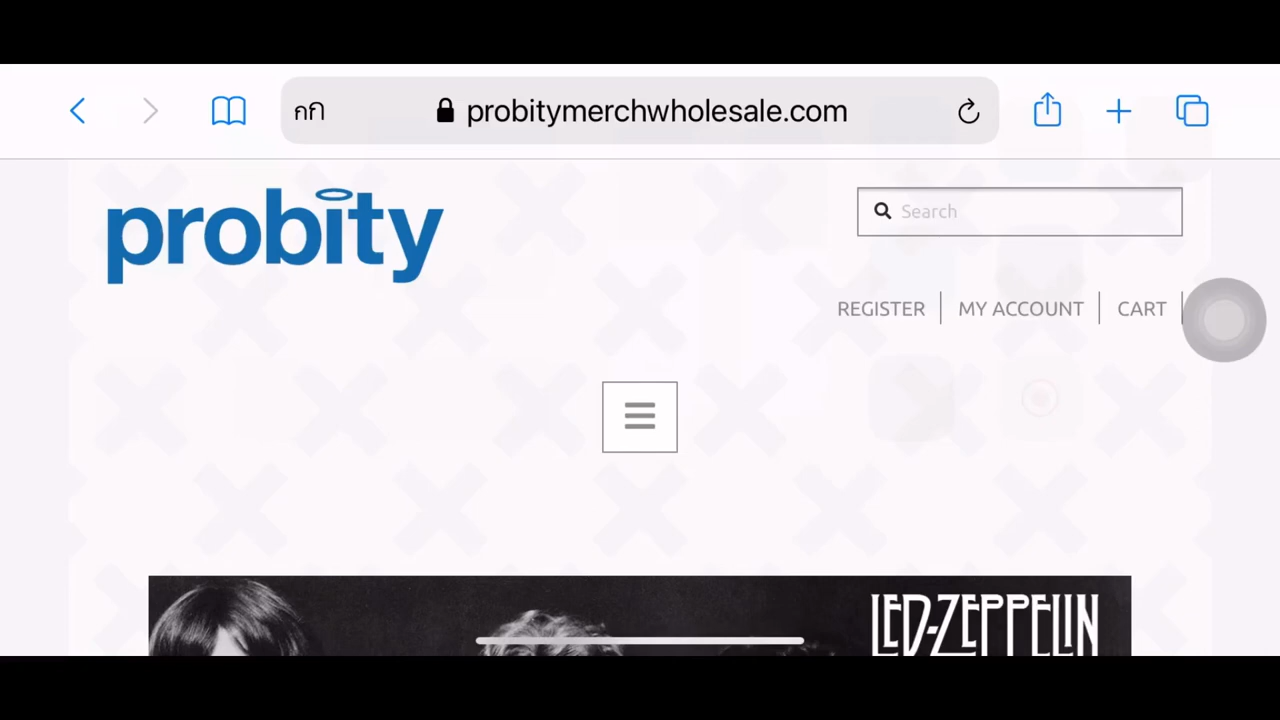 กกี probitymerchwholesale.com
probity
Search
REGISTER MY ACCOUNT CART
LED-ZEPPELIN